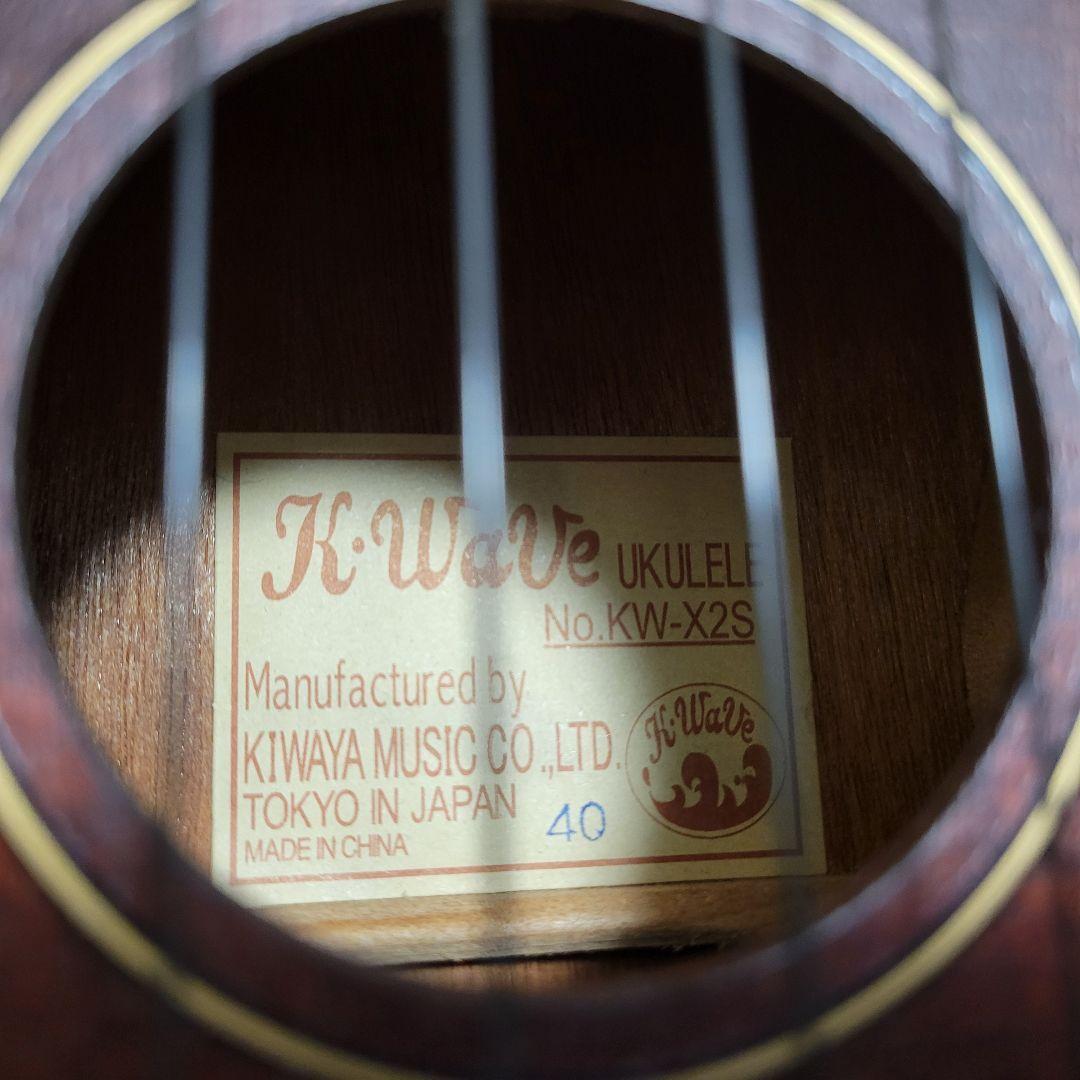 K·WaVe UKULELE
No.KW-X2S
Manufactured by
KIWAYA MUSIC CO.,LTD.
TOKYO IN JAPAN
MADE IN CHINA
40
K·WaVe